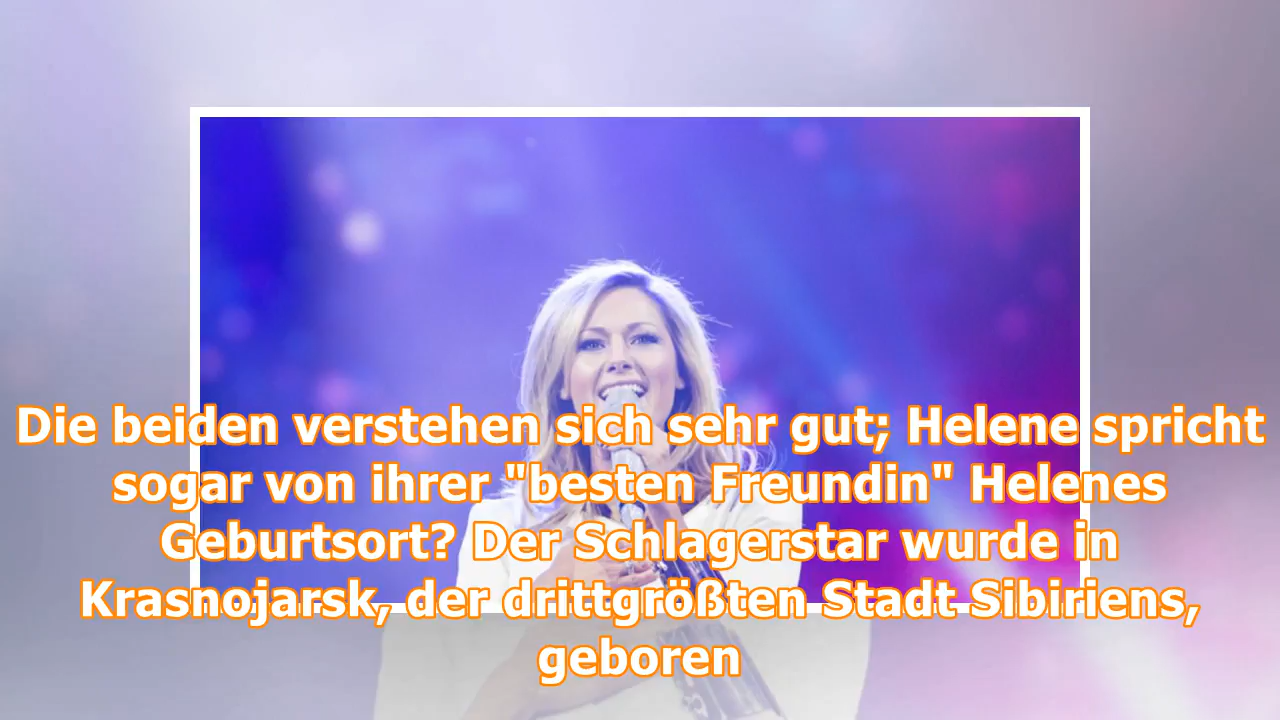 Die beiden verstehen sich sehr gut; Helene spricht
sogar von ihrer "besten Freundin" Helenes
Geburtsort? Der Schlagerstar wurde in
Krasnojarsk, der drittgrößten Stadt Sibiriens,
geboren